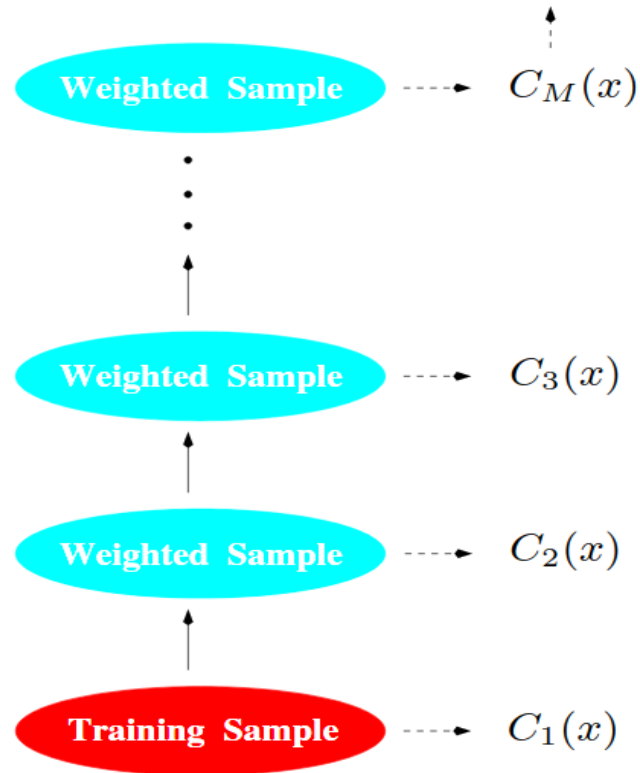 Weighted Sample
C_M(x)
Weighted Sample
C_3(x)
Weighted Sample
C_2(x)
Training Sample
C_1(x)